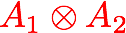 A₁ ⊗ A₂